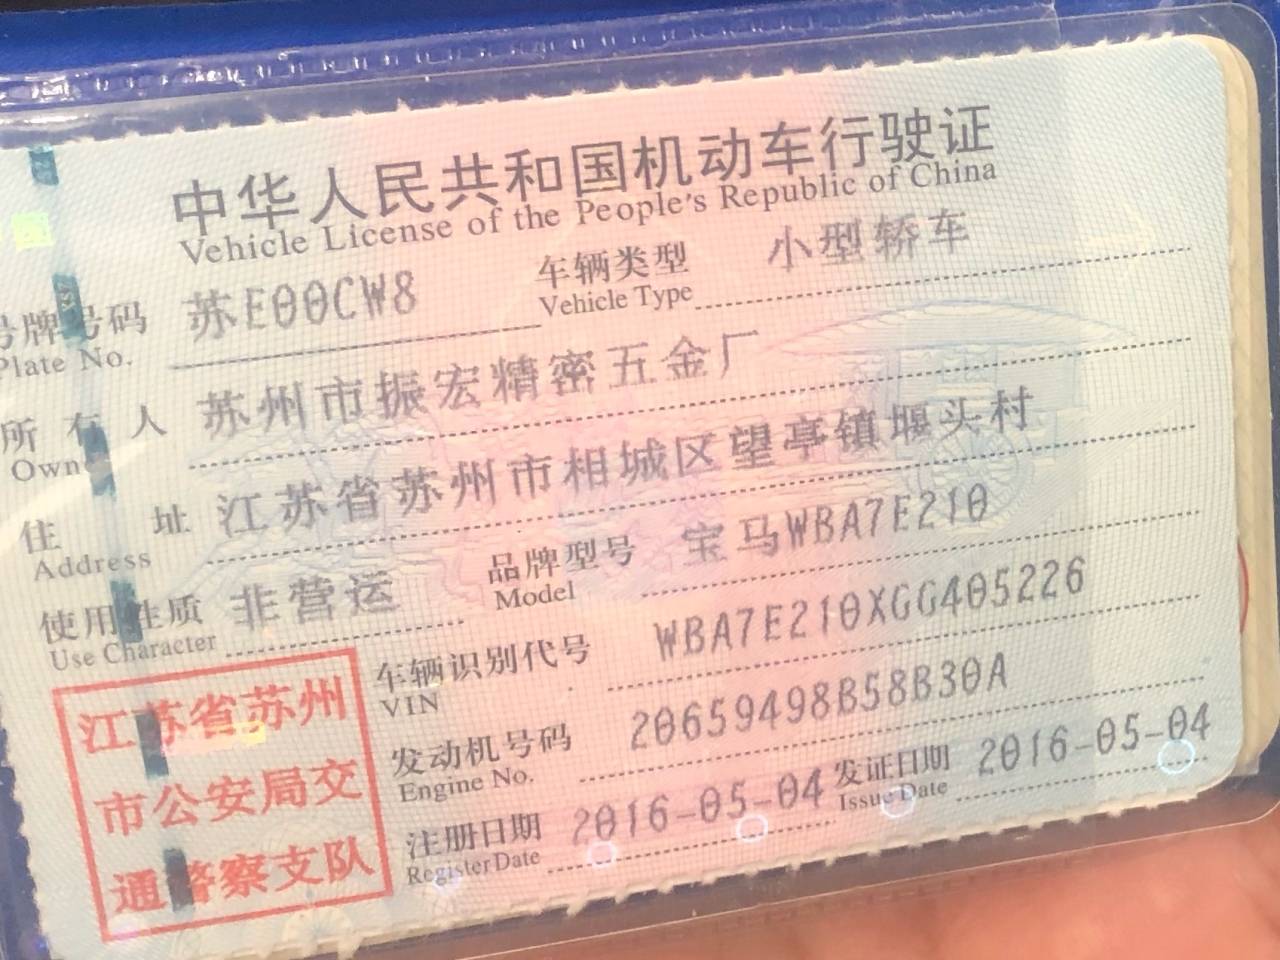 中华人民共和国机动车行驶证
Vehicle License of the People's Republic of China
号牌号码 苏E00CW8 车辆类型 小型轿车
Plate No. Vehicle Type
所有人 苏州市振宏精密五金厂
Owne
住址 江苏省苏州市相城区望亭镇堰头村
Address
使用性质 非营运 品牌型号 宝马WBA7E210
Use Character Model
车辆识别代号 WBA7E210XGG405226
VIN
发动机号码 20659498B58B30A
Engine No.
注册日期 2016-05-04 发证日期 2016-05-04
Register Date Issue Date
江苏省苏州
市公安局交
通警察支队